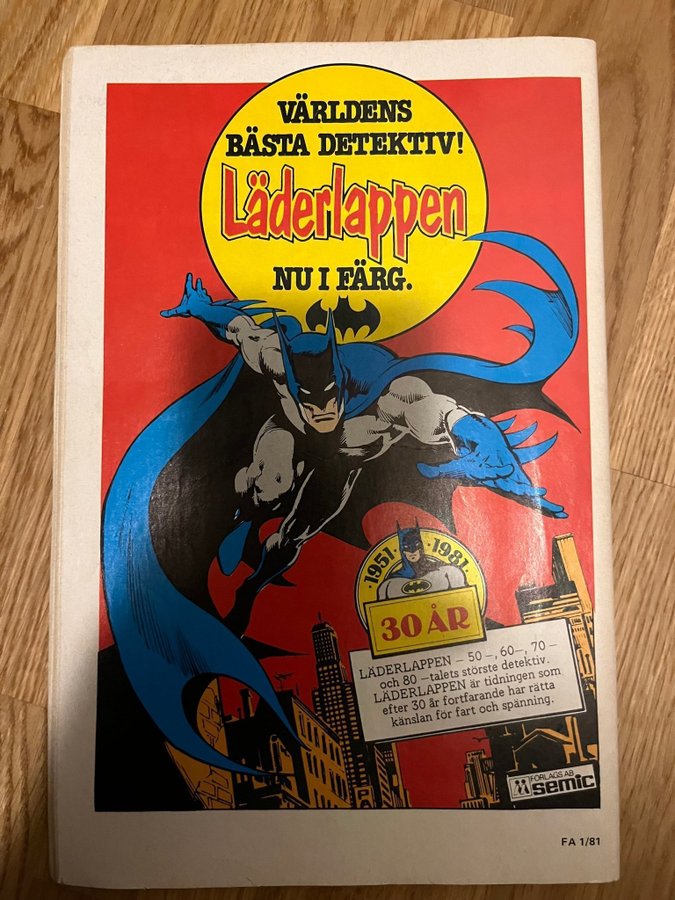 VÄRLDENS
BÄSTA DETEKTIV!
Läderlappen
NU I FÄRG.
·1951·1981·
30 ÅR
LÄDERLAPPEN – 50 –, 60–, 70 –
och 80 –talets störste detektiv.
LÄDERLAPPEN är tidningen som
efter 30 år fortfarande har rätta
känslan för fart och spänning.
FÖRLAGS AB
semic
FA 1/81